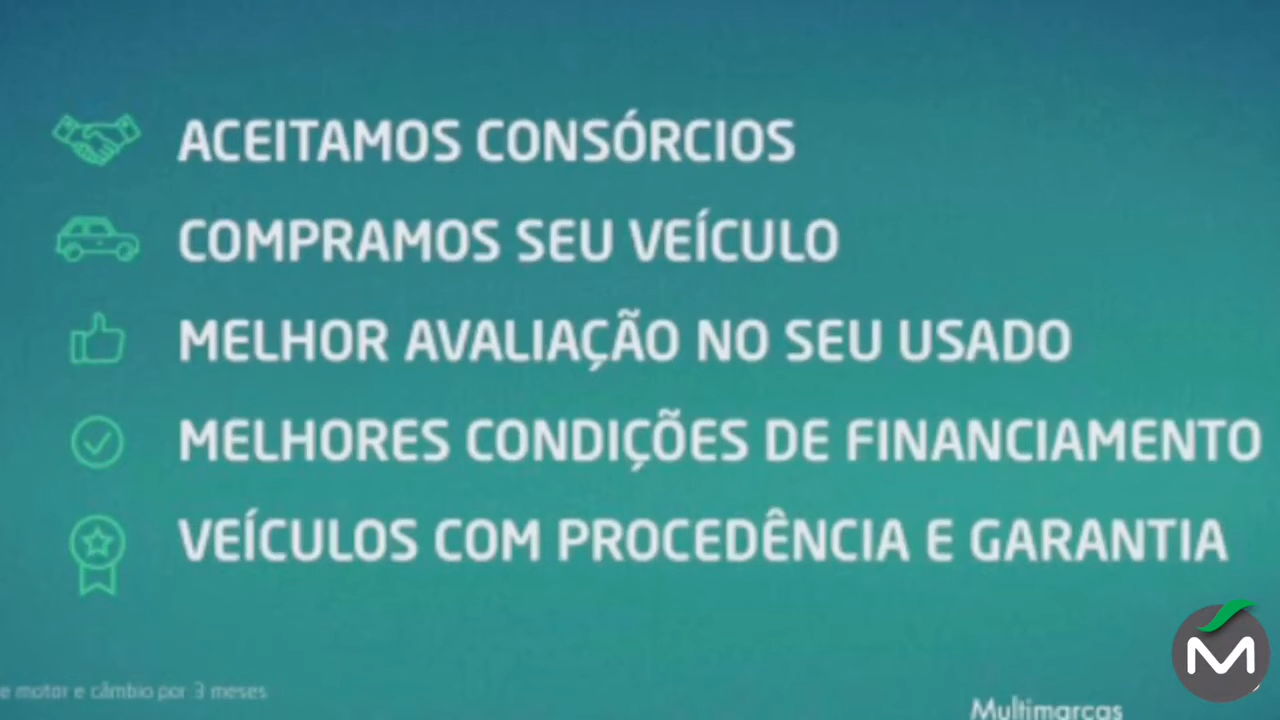 ACEITAMOS CONSÓRCIOS
COMPRAMOS SEU VEÍCULO
MELHOR AVALIAÇÃO NO SEU USADO
MELHORES CONDIÇÕES DE FINANCIAMENTO
VEÍCULOS COM PROCEDÊNCIA E GARANTIA
e motor e câmbio por 3 meses
Multimarcas
M